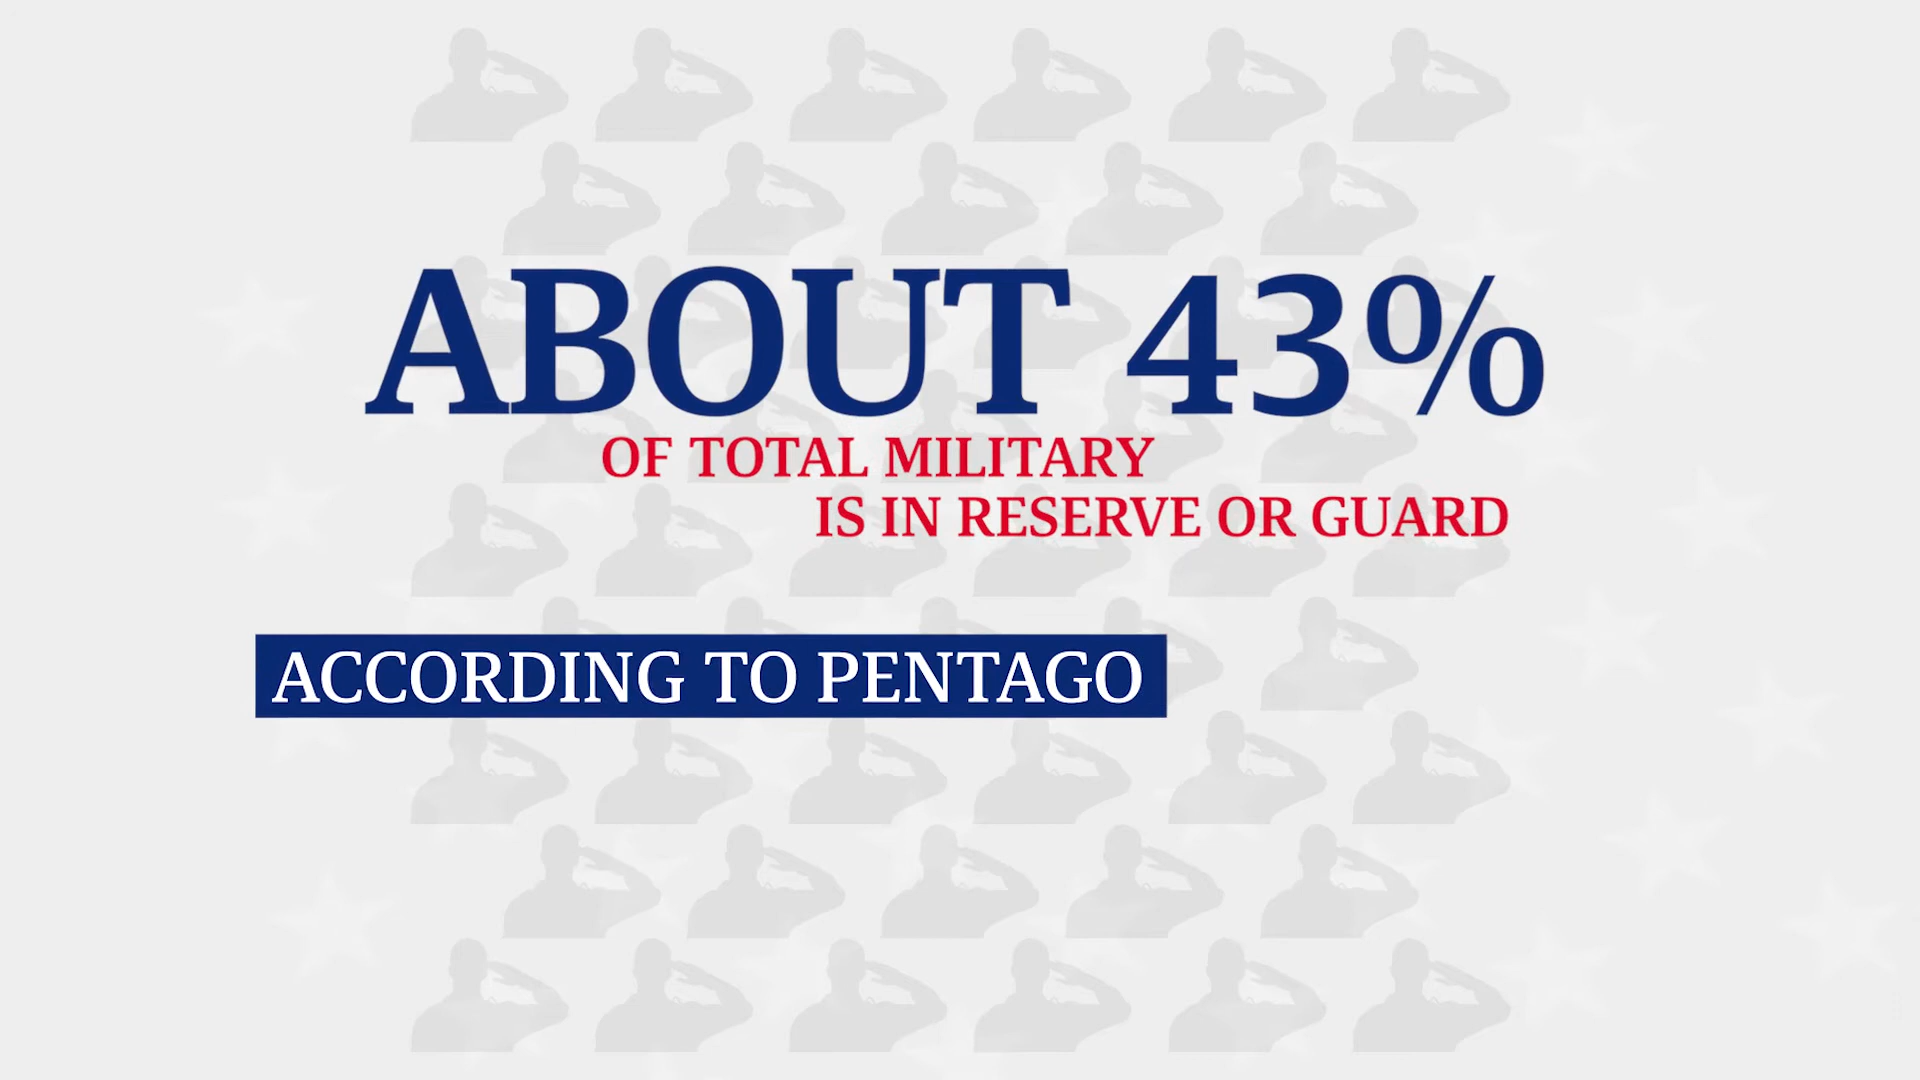 ABOUT 43%
OF TOTAL MILITARY
IS IN RESERVE OR GUARD
ACCORDING TO PENTAGO